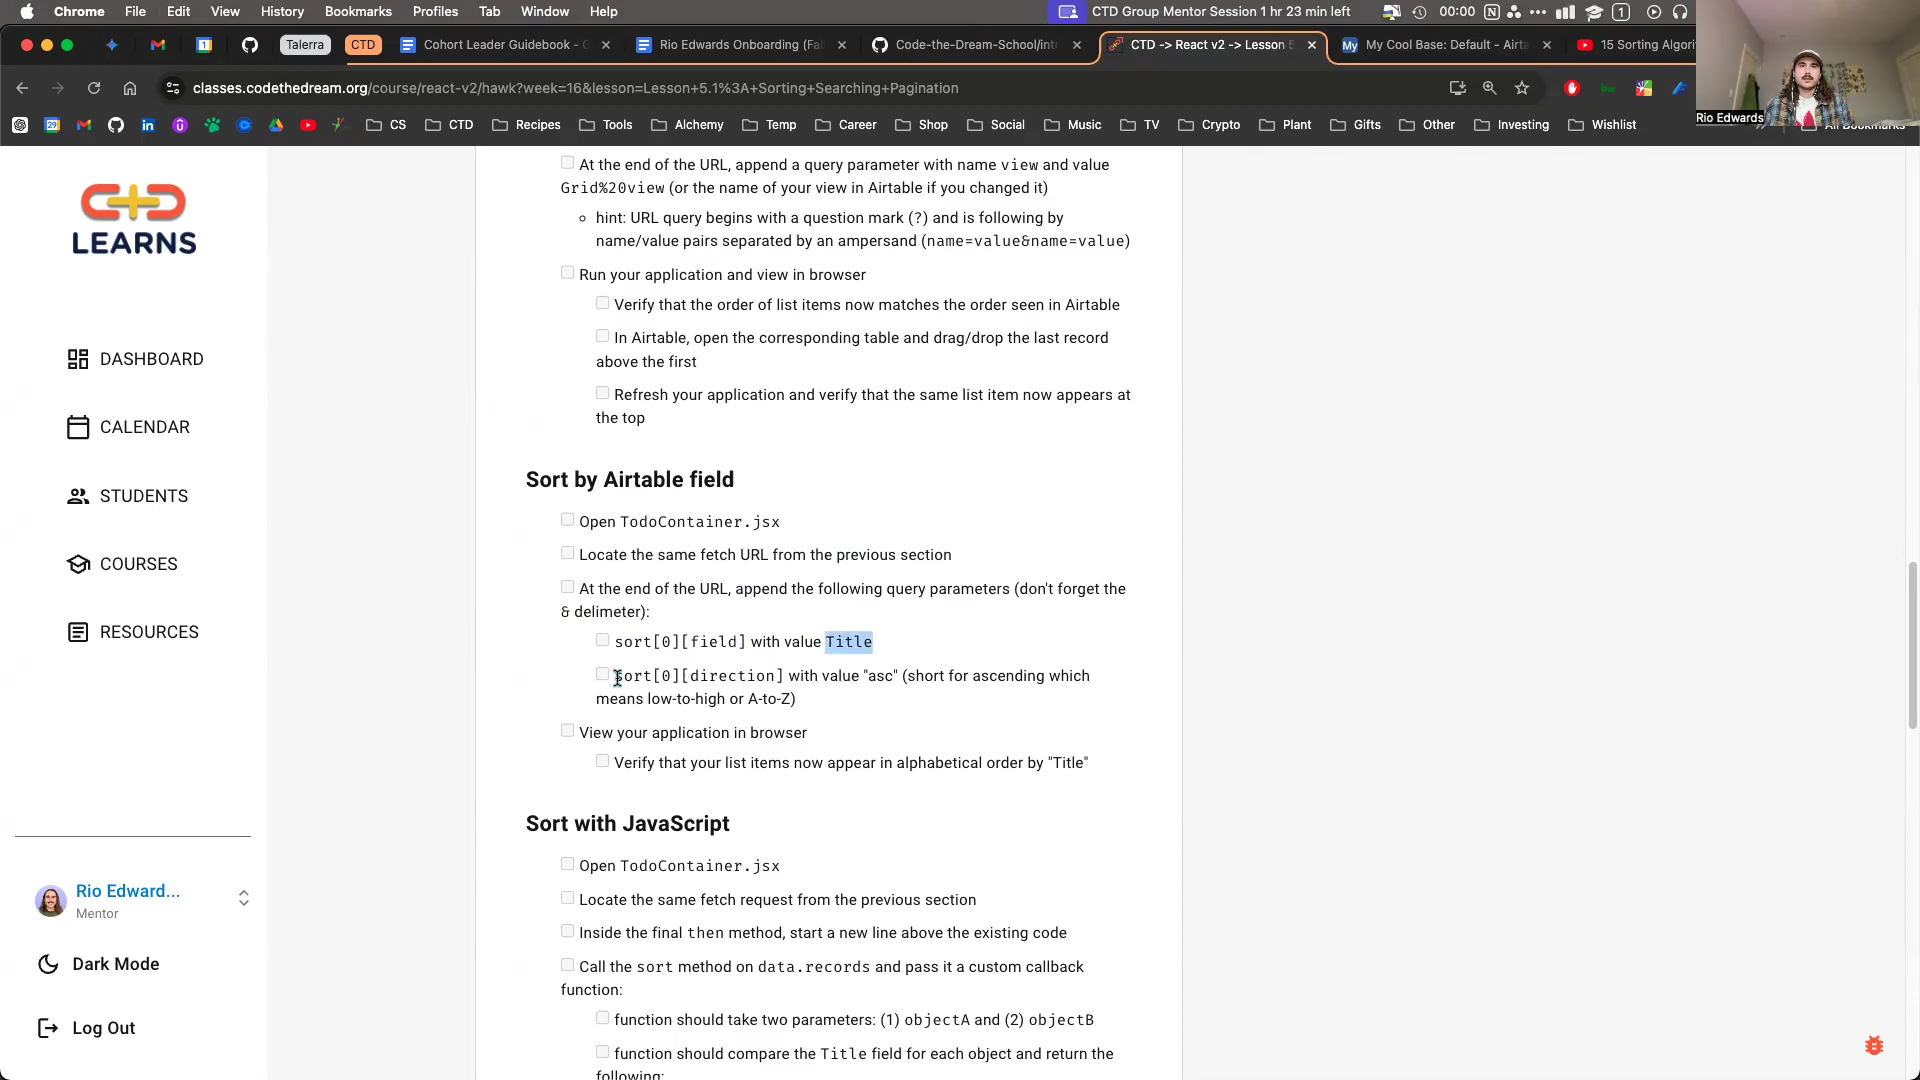 Chrome File Edit View History Bookmarks Profiles Tab Window Help
CTD Group Mentor Session 1 hr 23 min left
00:00
Talerra
CTD
Cohort Leader Guidebook -
Rio Edwards Onboarding (Fal
Code-the-Dream-School/int
CTD -> React v2 -> Lesson 5
My Cool Base: Default - Airta
15 Sorting Algori
classes.codethedream.org/course/react-v2/hawk?week=16&lesson=Lesson+5.1%3A+Sorting+Searching+Pagination
CS CTD Recipes Tools Alchemy Temp Career Shop Social Music TV Crypto Plant Gifts Other Investing Wishlist
All Bookmarks
Rio Edwards
LEARNS
DASHBOARD
CALENDAR
STUDENTS
COURSES
RESOURCES
Rio Edward...
Mentor
Dark Mode
Log Out
At the end of the URL, append a query parameter with name view and value
Grid%20view (or the name of your view in Airtable if you changed it)
hint: URL query begins with a question mark (?) and is following by
name/value pairs separated by an ampersand (name=value&name=value)
Run your application and view in browser
Verify that the order of list items now matches the order seen in Airtable
In Airtable, open the corresponding table and drag/drop the last record
above the first
Refresh your application and verify that the same list item now appears at
the top
Sort by Airtable field
Open TodoContainer.jsx
Locate the same fetch URL from the previous section
At the end of the URL, append the following query parameters (don't forget the
& delimeter):
sort[0][field] with value Title
sort[0][direction] with value "asc" (short for ascending which
means low-to-high or A-to-Z)
View your application in browser
Verify that your list items now appear in alphabetical order by "Title"
Sort with JavaScript
Open TodoContainer.jsx
Locate the same fetch request from the previous section
Inside the final then method, start a new line above the existing code
Call the sort method on data.records and pass it a custom callback
function:
function should take two parameters: (1) objectA and (2) objectB
function should compare the Title field for each object and return the
following: